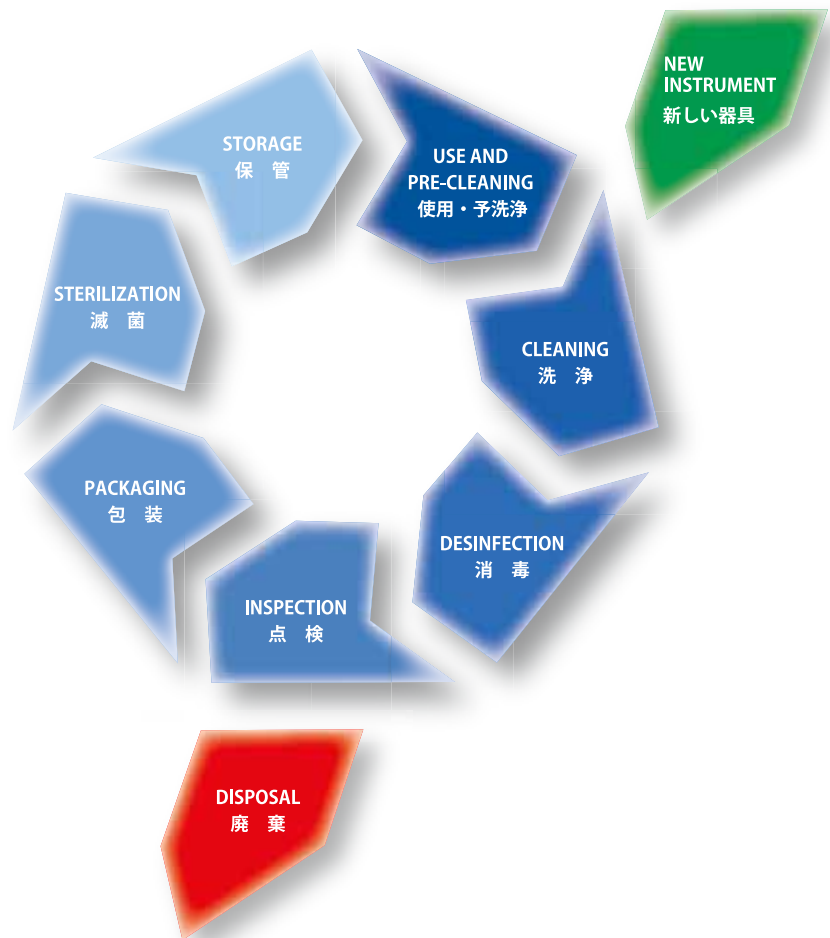 NEW
INSTRUMENT
新しい器具
USE AND
PRE-CLEANING
使用・予洗浄
CLEANING
洗 浄
DESINFECTION
消 毒
INSPECTION
点 検
PACKAGING
包 装
STERILIZATION
滅 菌
STORAGE
保 管
DISPOSAL
廃 棄